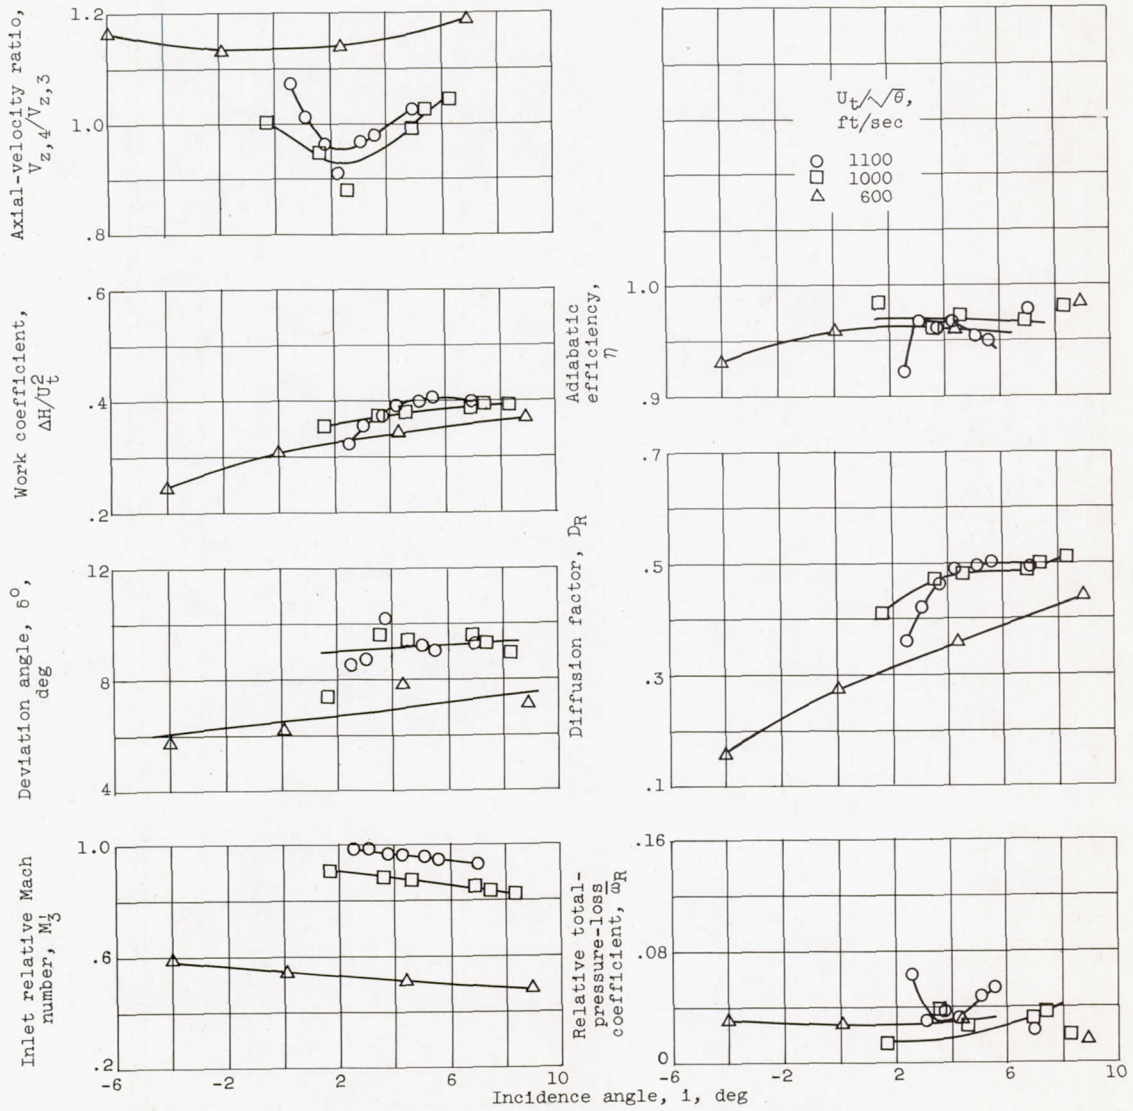 Axial-velocity ratio,
V_z,4/V_z,3
1.2
1.0
.8
U_t/√θ,
ft/sec
○ 1100
□ 1000
△ 600
Work coefficient,
ΔH/U_t^2
.6
.4
.2
Adiabatic
efficiency,
η
1.0
.9
Deviation angle, δ°,
deg
12
8
4
Diffusion factor, D_R
.7
.5
.3
.1
Inlet relative Mach
number, M'_3
1.0
.6
.2
-6 -2 2 6 10
Relative total-
pressure-loss
coefficient, ω̅_R
.16
.08
0
-6 -2 2 6 10
Incidence angle, i, deg